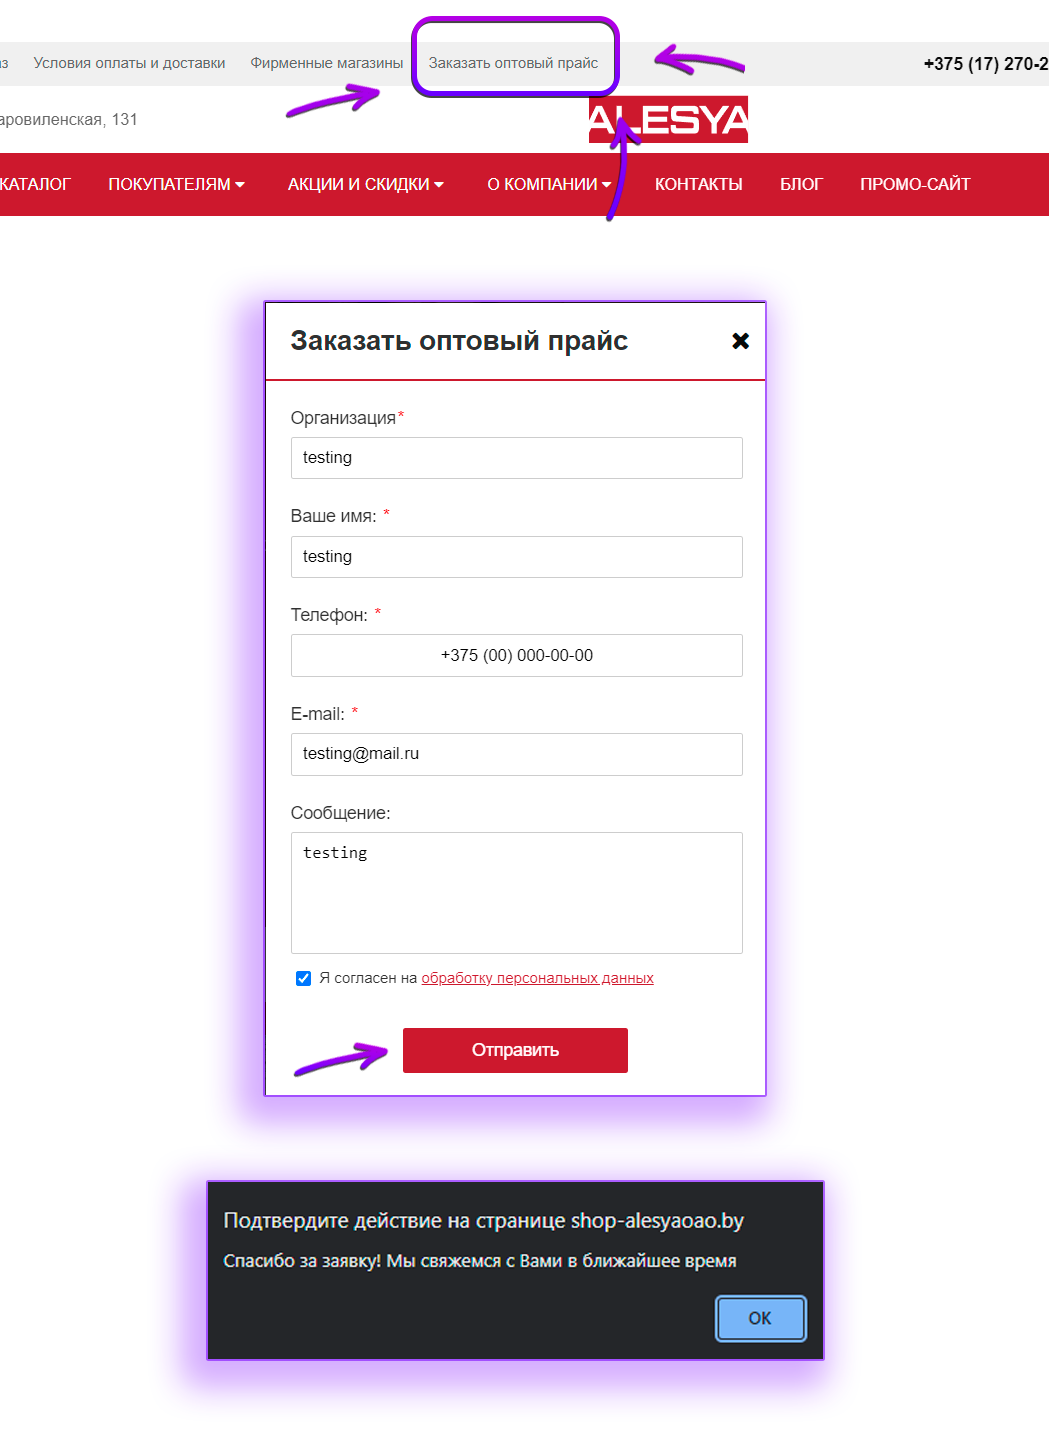 аз Условия оплаты и доставки Фирменные магазины Заказать оптовый прайс +375 (17) 270-2
аровиленская, 131
ALESYA
КАТАЛОГ ПОКУПАТЕЛЯМ АКЦИИ И СКИДКИ О КОМПАНИИ КОНТАКТЫ БЛОГ ПРОМО-САЙТ
Заказать оптовый прайс
Организация*
testing
Ваше имя: *
testing
Телефон: *
+375 (00) 000-00-00
E-mail: *
testing@mail.ru
Сообщение:
testing
Я согласен на обработку персональных данных
Отправить
Подтвердите действие на странице shop-alesyaoao.by
Спасибо за заявку! Мы свяжемся с Вами в ближайшее время
ОК